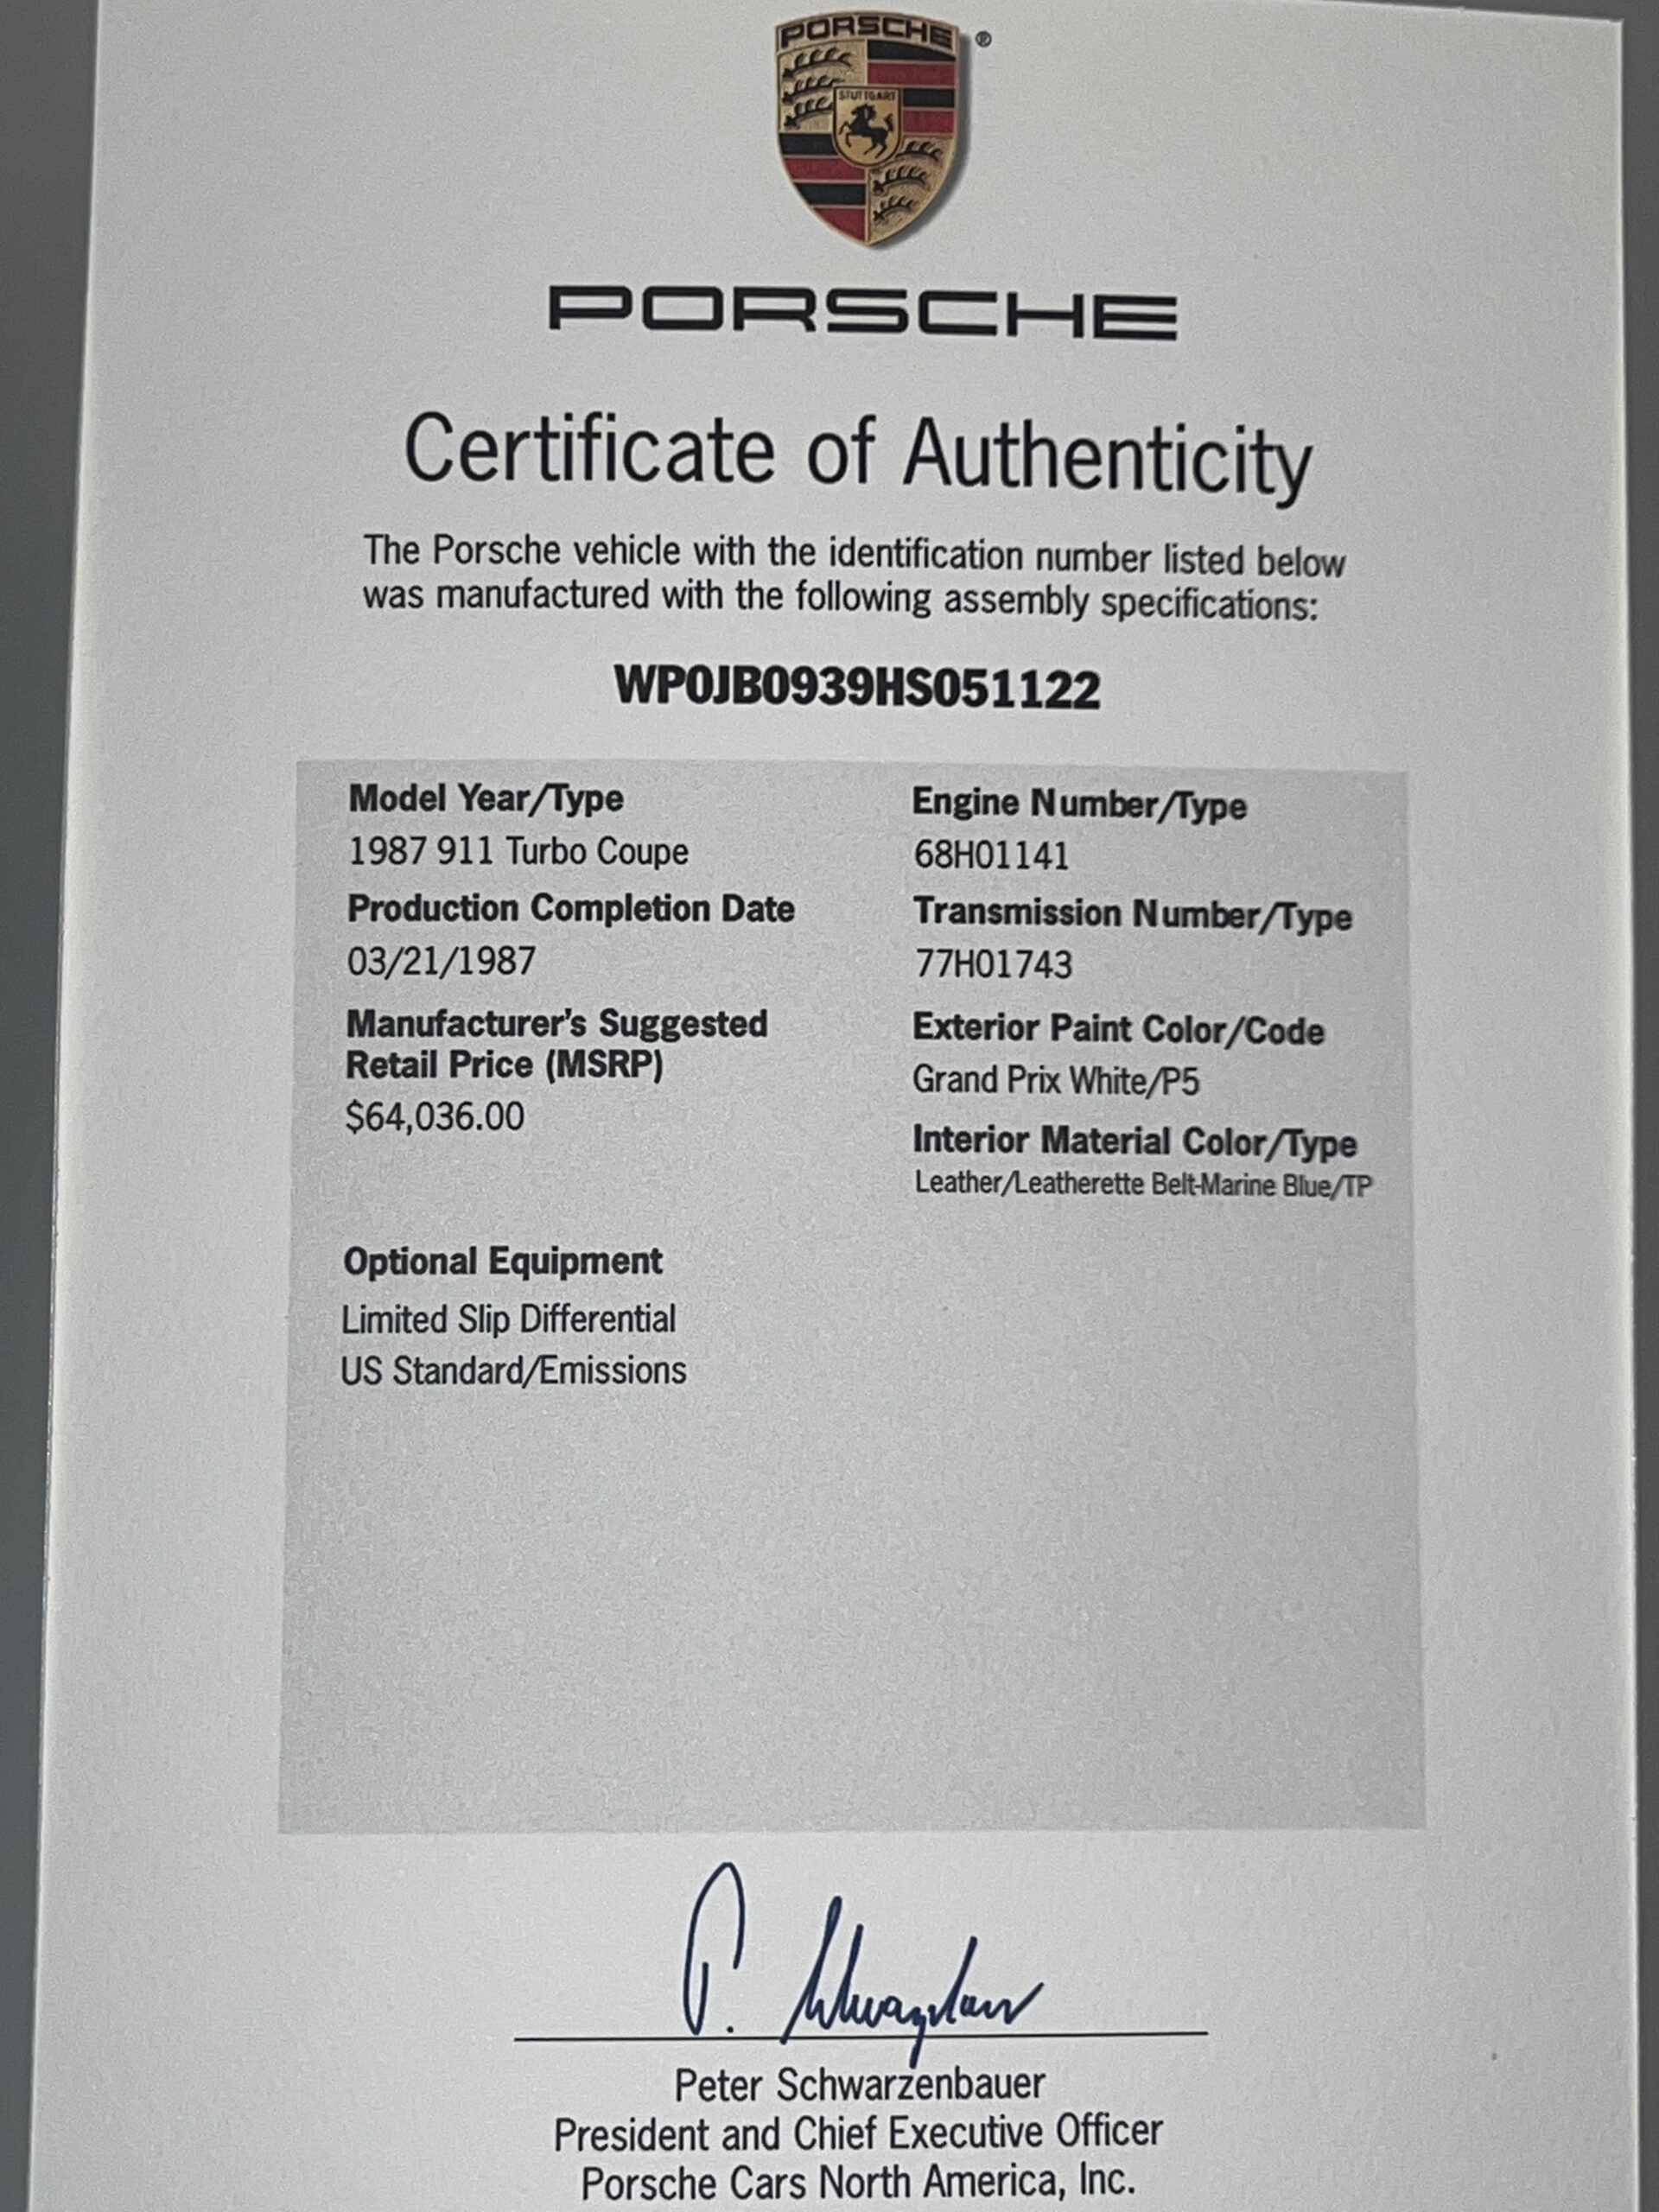 PORSCHE
®
STUTTGART
PORSCHE
Certificate of Authenticity
The Porsche vehicle with the identification number listed below
was manufactured with the following assembly specifications:
WP0JB0939HS051122
Model Year/Type
1987 911 Turbo Coupe
Production Completion Date
03/21/1987
Manufacturer's Suggested
Retail Price (MSRP)
$64,036.00
Engine Number/Type
68H01141
Transmission Number/Type
77H01743
Exterior Paint Color/Code
Grand Prix White/P5
Interior Material Color/Type
Leather/Leatherette Belt-Marine Blue/TP
Optional Equipment
Limited Slip Differential
US Standard/Emissions
P. Schwarzenbauer
Peter Schwarzenbauer
President and Chief Executive Officer
Porsche Cars North America, Inc.